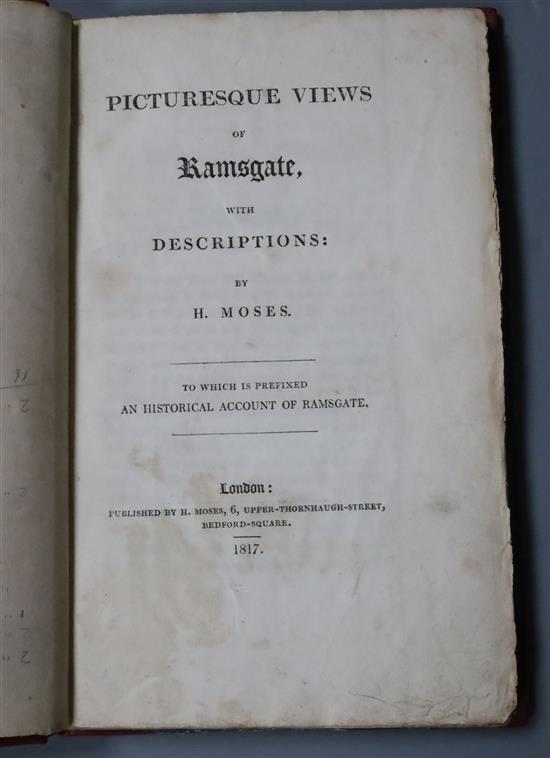 PICTURESQUE VIEWS
OF
Ramsgate,
WITH
DESCRIPTIONS:
BY
H. MOSES.
TO WHICH IS PREFIXED
AN HISTORICAL ACCOUNT OF RAMSGATE.
London:
PUBLISHED BY H. MOSES, 6, UPPER-THORNHAUGH-STREET,
BEDFORD-SQUARE.
1817.